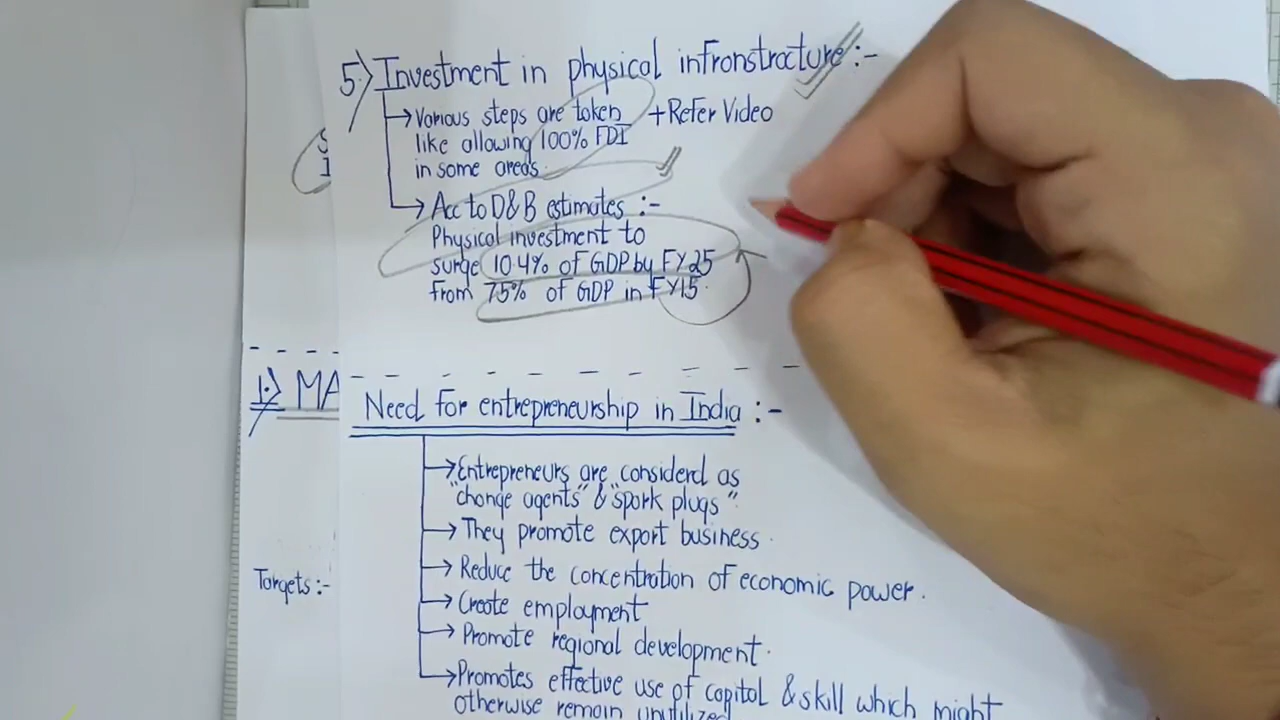 5.) Investment in physical infronstracture :-
→ Various steps are taken + Refer Video
like allowing 100% FDI
in some areas.
→ Acc to D&B estimates :-
Physical investment to
surge 10.4% of GDP by FY25
from 7.5% of GDP in FY15.
1.) MA
Need for entrepreneurship in India :-
→ Entrepreneurs are considerd as
"change agents" & "spark plugs"
→ They promote export business.
→ Reduce the concentration of economic power.
→ Create employment
Targets :-
→ Promote regional development.
→ Promotes effective use of capital & skill which might
otherwise remain unutilized